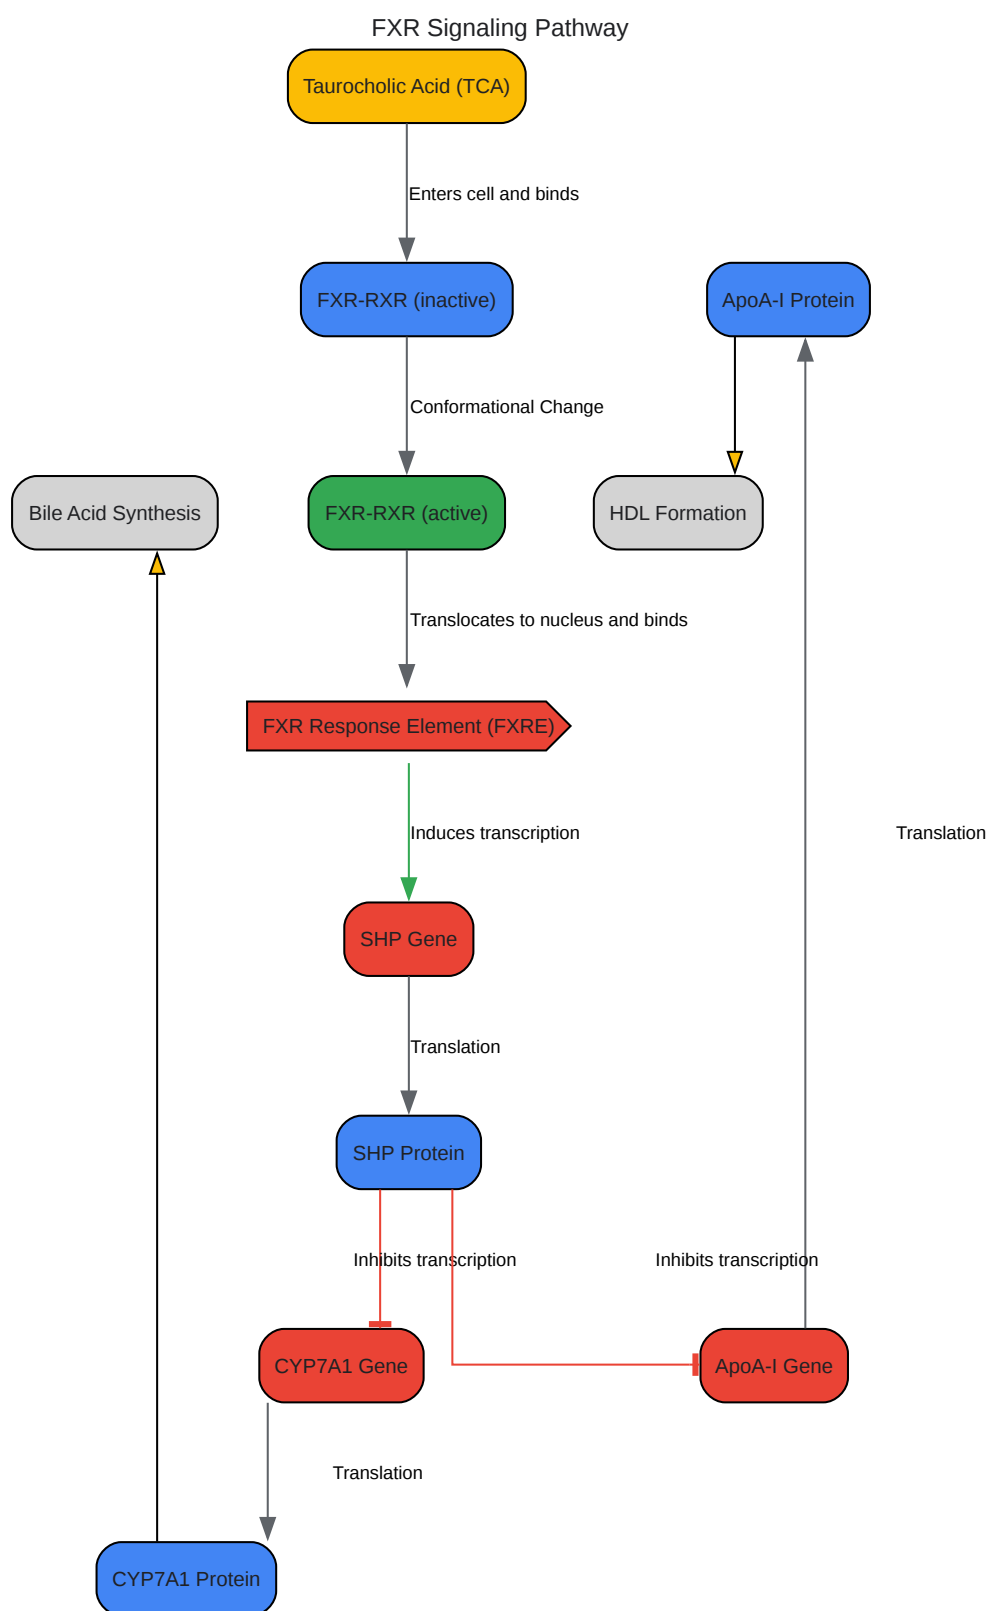 FXR Signaling Pathway
Taurocholic Acid (TCA)
Enters cell and binds
FXR-RXR (inactive)
ApoA-I Protein
Conformational Change
Bile Acid Synthesis
FXR-RXR (active)
HDL Formation
Translocates to nucleus and binds
FXR Response Element (FXRE)
Induces transcription
Translation
SHP Gene
Translation
SHP Protein
Inhibits transcription
Inhibits transcription
CYP7A1 Gene
ApoA-I Gene
Translation
CYP7A1 Protein